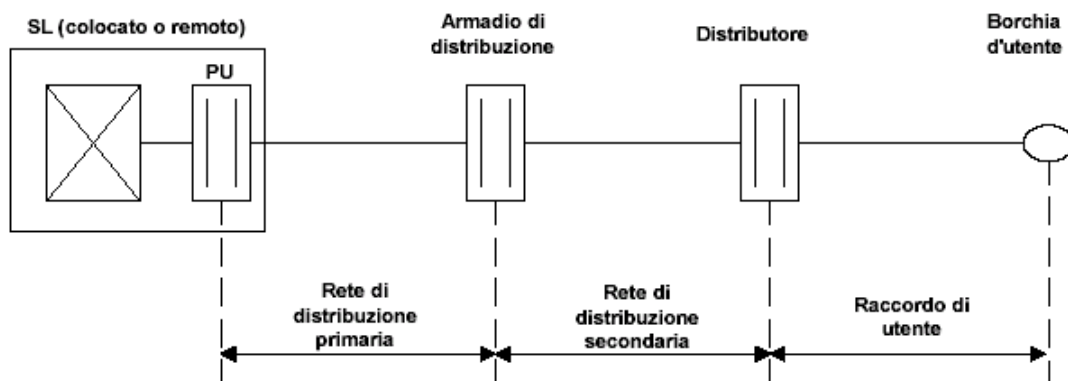 SL (colocato o remoto)
PU
Armadio di
distribuzione
Distributore
Borchia
d'utente
Rete di
distribuzione
primaria
Rete di
distribuzione
secondaria
Raccordo di
utente